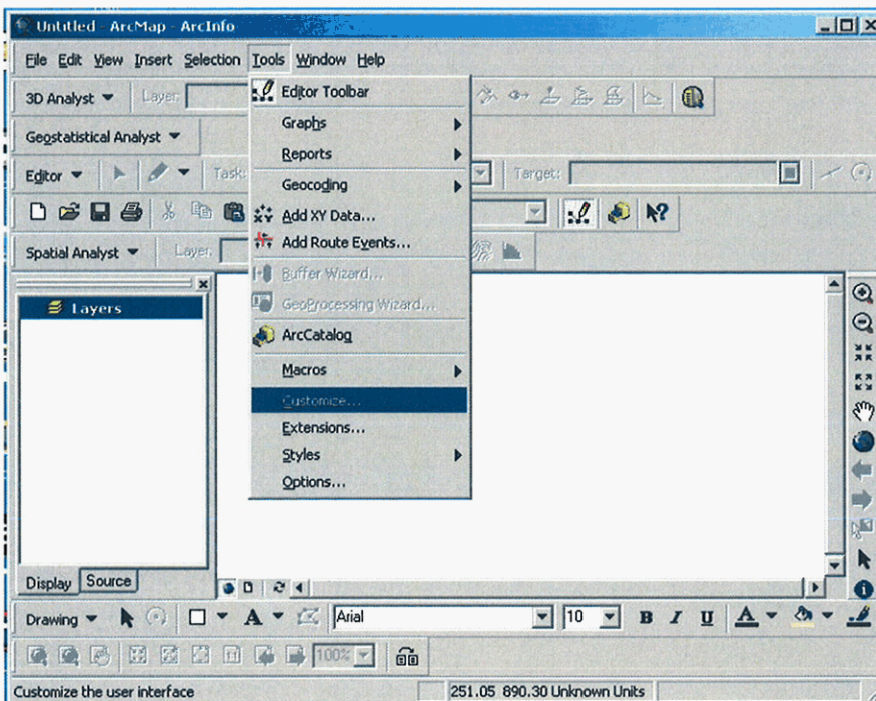 Untitled - ArcMap - ArcInfo
File Edit View Insert Selection Tools Window Help
3D Analyst Layer:
Editor Toolbar
Graphs
Geostatistical Analyst
Reports
Editor Task: Target:
Geocoding
Add XY Data...
Add Route Events...
Spatial Analyst Layer:
Buffer Wizard...
GeoProcessing Wizard...
Layers
ArcCatalog
Macros
Customize...
Extensions...
Styles
Options...
Display Source
Drawing A Arial 10 B I U A
1:1 100%
Customize the user interface 251.05 890.30 Unknown Units